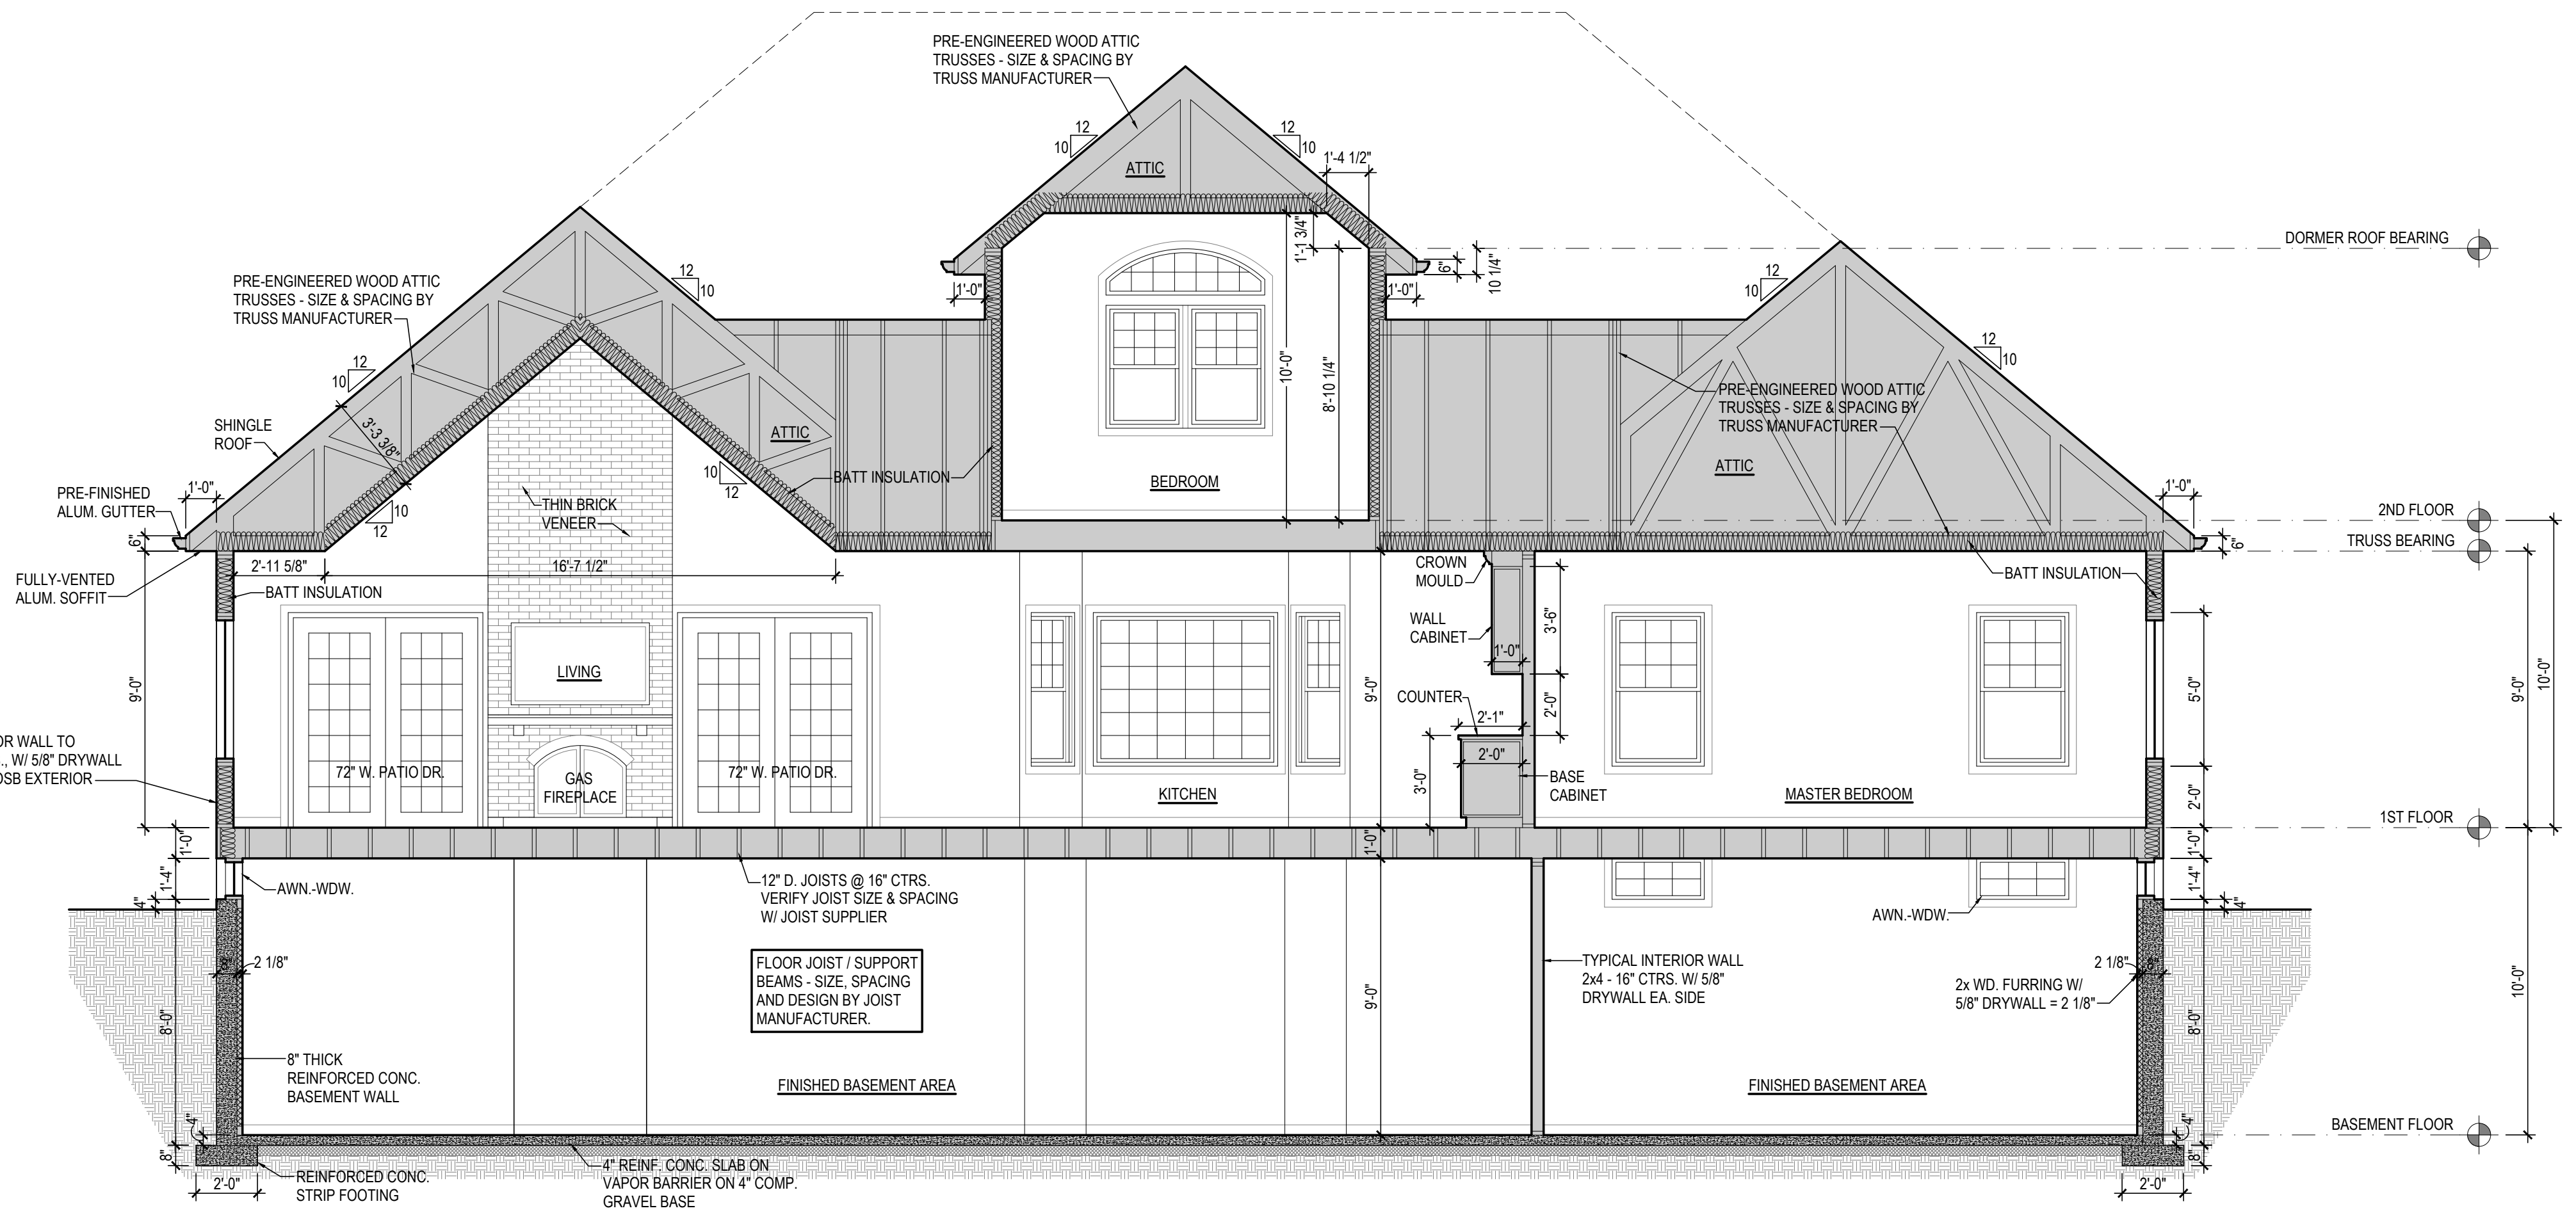 PRE-ENGINEERED WOOD ATTIC
TRUSSES - SIZE & SPACING BY
TRUSS MANUFACTURER
12
10
12
10
1'-4 1/2"
ATTIC
1'-1 3/4"
DORMER ROOF BEARING
6"
10 1/4"
1'-0"
1'-0"
PRE-ENGINEERED WOOD ATTIC
TRUSSES - SIZE & SPACING BY
TRUSS MANUFACTURER
12
10
12
10
12
10
12
10
3'-3 3/8"
10'-0"
8'-10 1/4"
PRE-ENGINEERED WOOD ATTIC
TRUSSES - SIZE & SPACING BY
TRUSS MANUFACTURER
SHINGLE
ROOF
ATTIC
ATTIC
10
12
BATT INSULATION
BEDROOM
PRE-FINISHED
ALUM. GUTTER
1'-0"
10
12
THIN BRICK
VENEER
1'-0"
2ND FLOOR
6"
TRUSS BEARING
6"
2'-11 5/8"
16'-7 1/2"
CROWN
MOULD
FULLY-VENTED
ALUM. SOFFIT
BATT INSULATION
BATT INSULATION
WALL
CABINET
3'-6"
1'-0"
LIVING
9'-0"
9'-0"
COUNTER
2'-1"
2'-0"
5'-0"
9'-0"
10'-0"
OR WALL TO
., W/ 5/8" DRYWALL
OSB EXTERIOR
72" W. PATIO DR.
GAS
FIREPLACE
72" W. PATIO DR.
2'-0"
3'-0"
BASE
CABINET
KITCHEN
MASTER BEDROOM
2'-0"
1ST FLOOR
1'-0"
1'-0"
1'-0"
1'-4"
4"
AWN.-WDW.
12" D. JOISTS @ 16" CTRS.
VERIFY JOIST SIZE & SPACING
W/ JOIST SUPPLIER
1'-4"
4"
AWN.-WDW.
8"
2 1/8"
FLOOR JOIST / SUPPORT
BEAMS - SIZE, SPACING
AND DESIGN BY JOIST
MANUFACTURER.
9'-0"
TYPICAL INTERIOR WALL
2x4 - 16" CTRS. W/ 5/8"
DRYWALL EA. SIDE
2 1/8"
8"
2x WD. FURRING W/
5/8" DRYWALL = 2 1/8"
10'-0"
8'-0"
8'-0"
8" THICK
REINFORCED CONC.
BASEMENT WALL
FINISHED BASEMENT AREA
FINISHED BASEMENT AREA
4"
4"
BASEMENT FLOOR
8"
8"
REINFORCED CONC.
STRIP FOOTING
4" REINF. CONC. SLAB ON
VAPOR BARRIER ON 4" COMP.
GRAVEL BASE
2'-0"
2'-0"